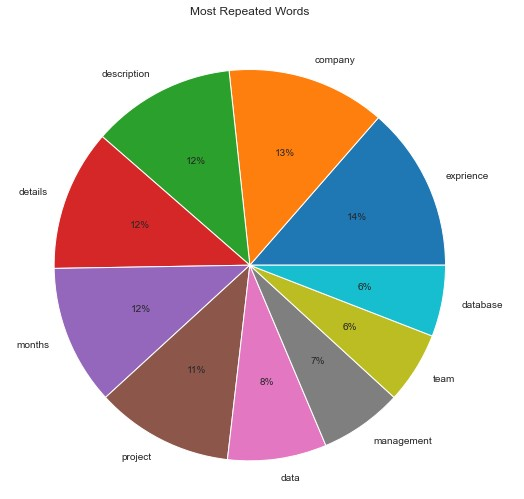 Most Repeated Words
company
description
exprience
13%
12%
14%
details
12%
6%
database
12%
6%
months
7%
11%
8%
team
management
project
data